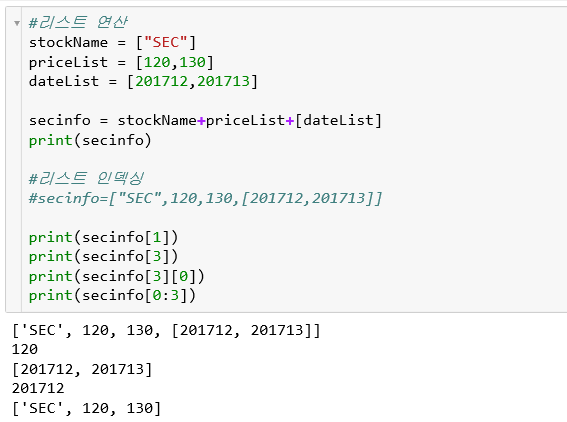 #리스트 연산
stockName = ["SEC"]
priceList = [120,130]
dateList = [201712,201713]
secinfo = stockName+priceList+[dateList]
print(secinfo)
#리스트 인덱싱
#secinfo=["SEC",120,130,[201712,201713]]
print(secinfo[1])
print(secinfo[3])
print(secinfo[3][0])
print(secinfo[0:3])
['SEC', 120, 130, [201712, 201713]]
120
[201712, 201713]
201712
['SEC', 120, 130]